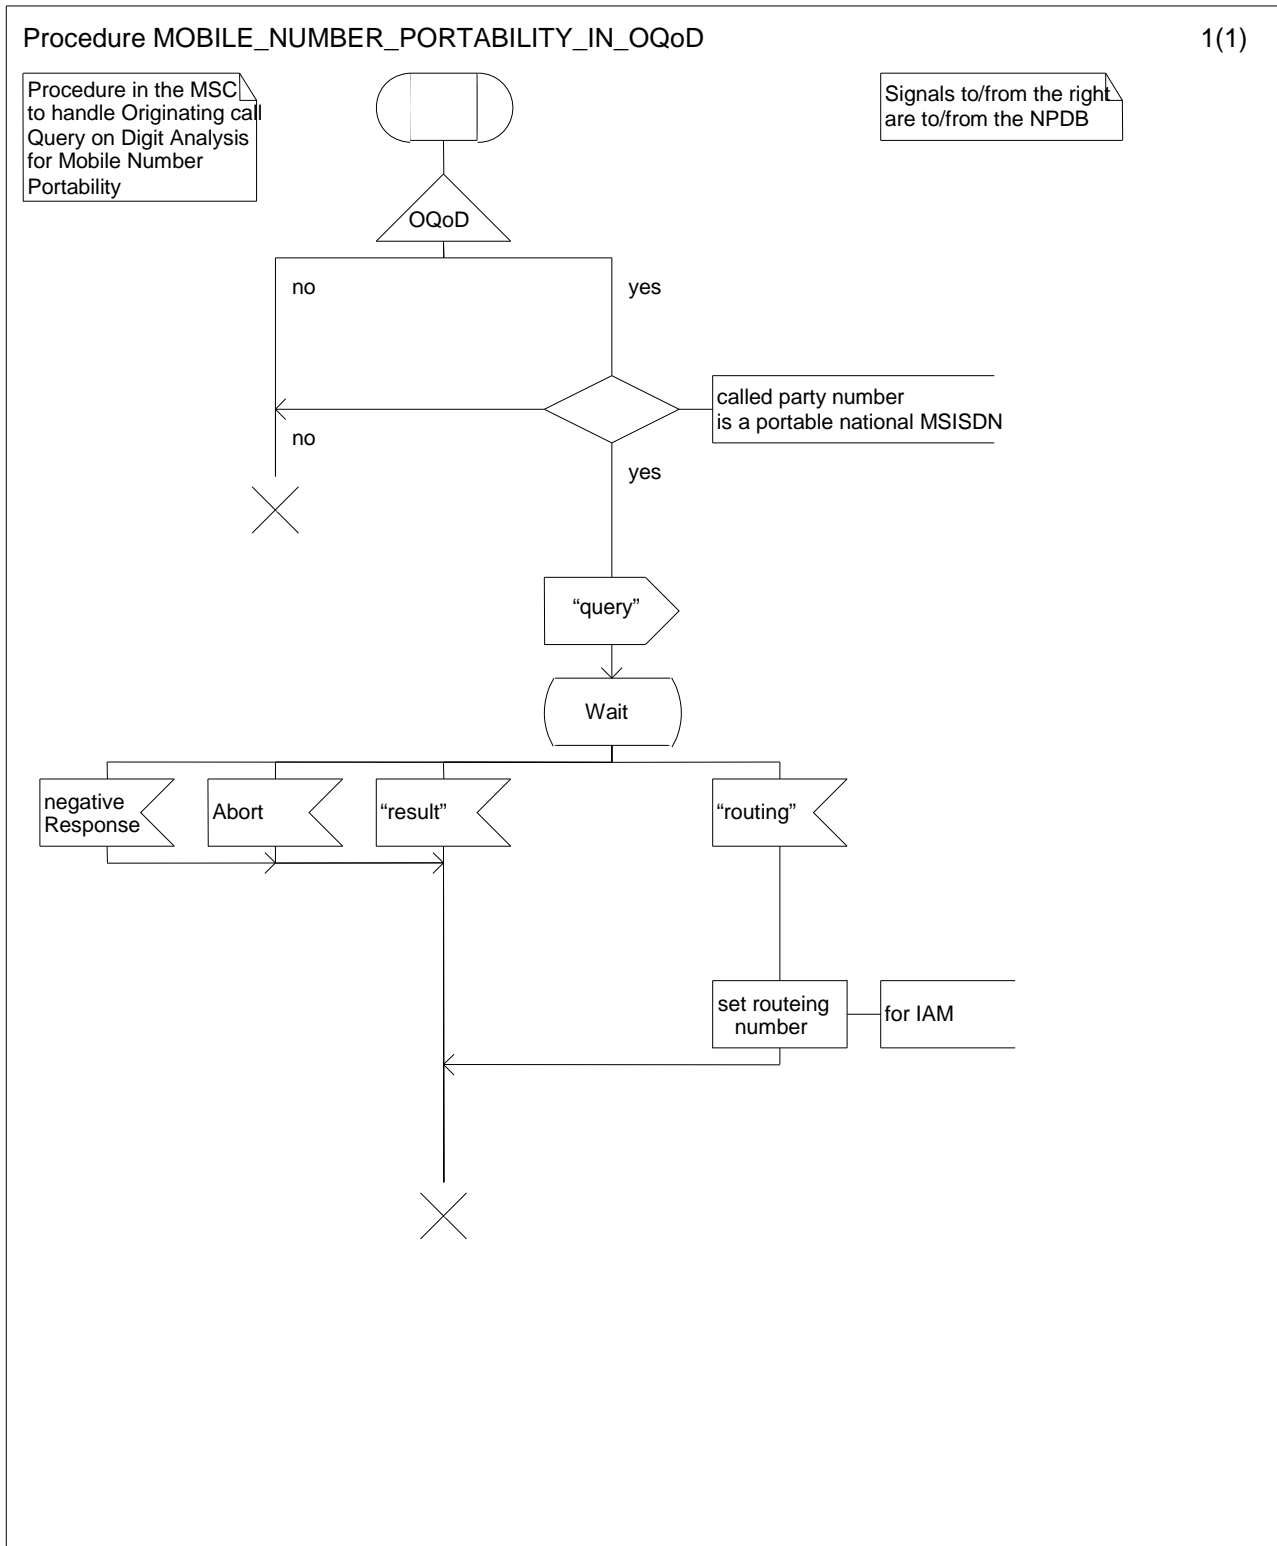 Procedure MOBILE_NUMBER_PORTABILITY_IN_OQoD
1(1)
Procedure in the MSC
to handle Originating call
Query on Digit Analysis
for Mobile Number
Portability
Signals to/from the right
are to/from the NPDB
OQoD
no
yes
called party number
is a portable national MSISDN
no
yes
“query”
Wait
negative
Response
Abort
“result”
“routing”
set routeing
number
for IAM